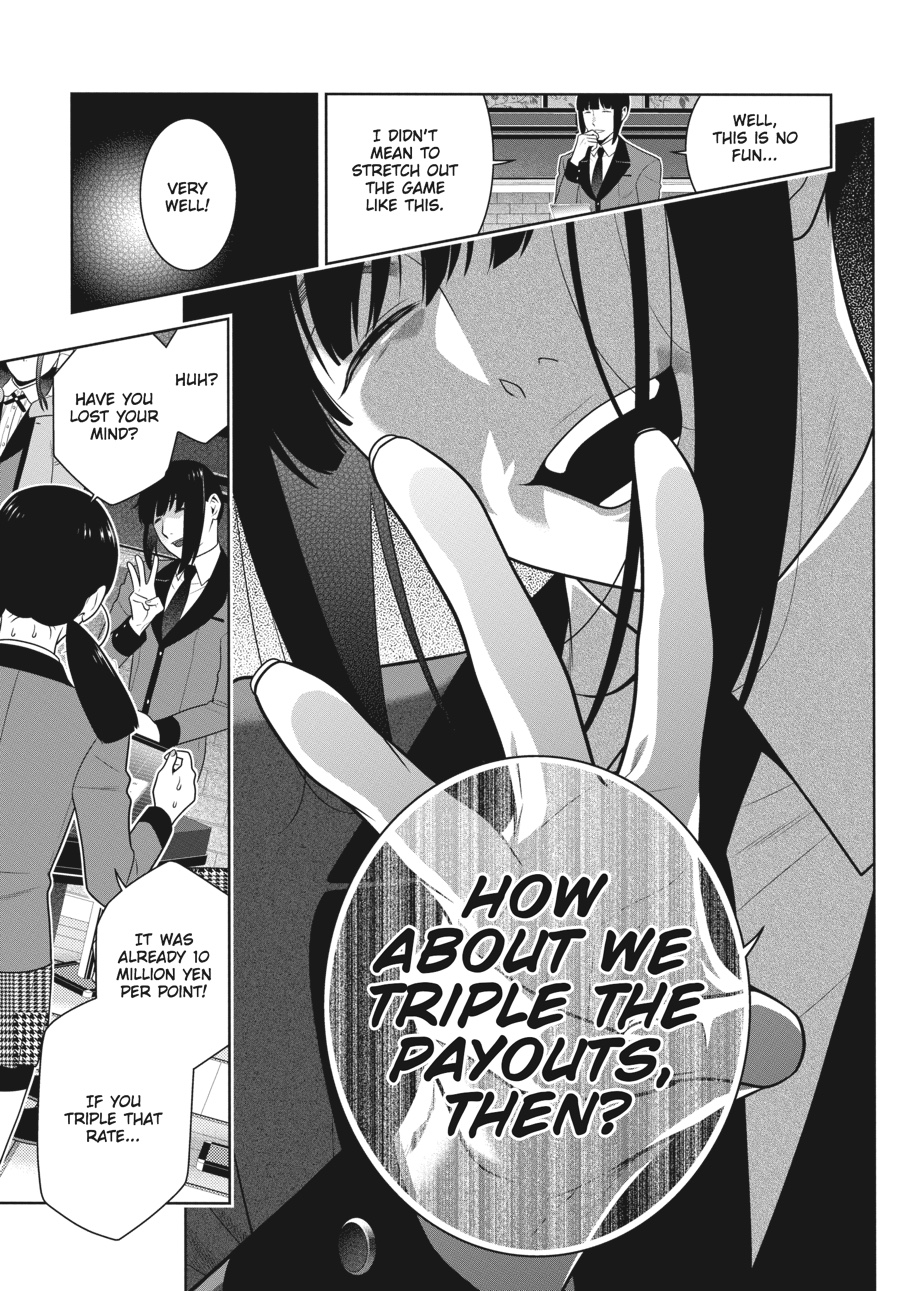 WELL,
THIS IS NO
FUN...
I DIDN'T
MEAN TO
STRETCH OUT
THE GAME
LIKE THIS.
VERY
WELL!
HOW
ABOUT WE
TRIPLE THE
PAYOUTS,
THEN?
HUH?
HAVE YOU
LOST YOUR
MIND?
IT WAS
ALREADY 10
MILLION YEN
PER POINT!
IF YOU
TRIPLE THAT
RATE...